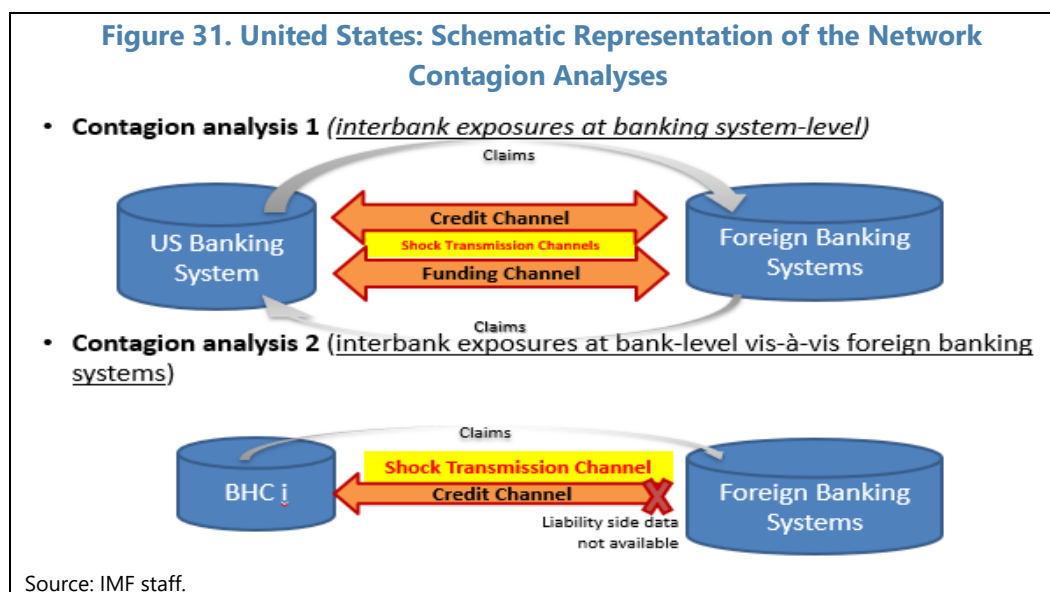 Figure 31. United States: Schematic Representation of the Network
Contagion Analyses
• Contagion analysis 1 (interbank exposures at banking system-level)
Claims
US Banking
System
Credit Channel
Shock Transmission Channels
Funding Channel
Foreign Banking
Systems
Claims
• Contagion analysis 2 (interbank exposures at bank-level vis-à-vis foreign banking
systems)
Claims
BHC i
Shock Transmission Channel
Credit Channel
Liability side data
not available
Foreign Banking
Systems
Source: IMF staff.